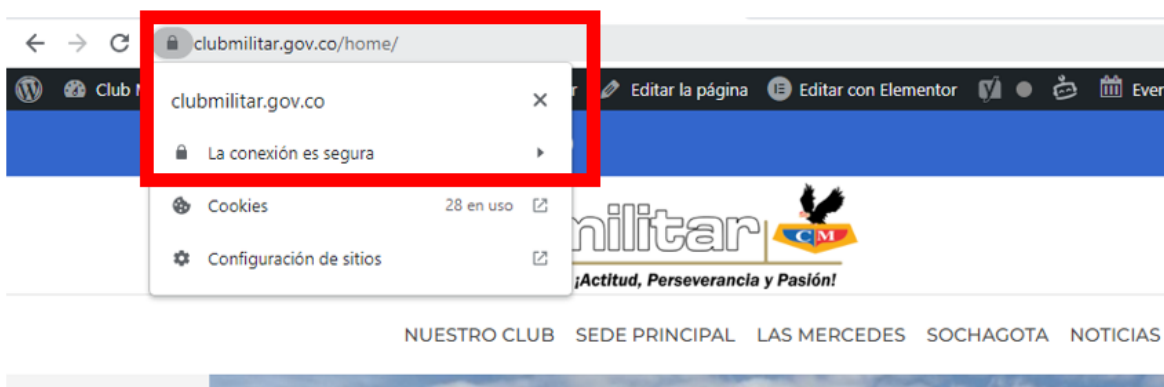 clubmilitar.gov.co/home/
Club
Editar la página Editar con Elementor
clubmilitar.gov.co
La conexión es segura
Cookies 28 en uso
Configuración de sitios
militar
CM
¡Actitud, Perseverancia y Pasión!
NUESTRO CLUB SEDE PRINCIPAL LAS MERCEDES SOCHAGOTA NOTICIAS